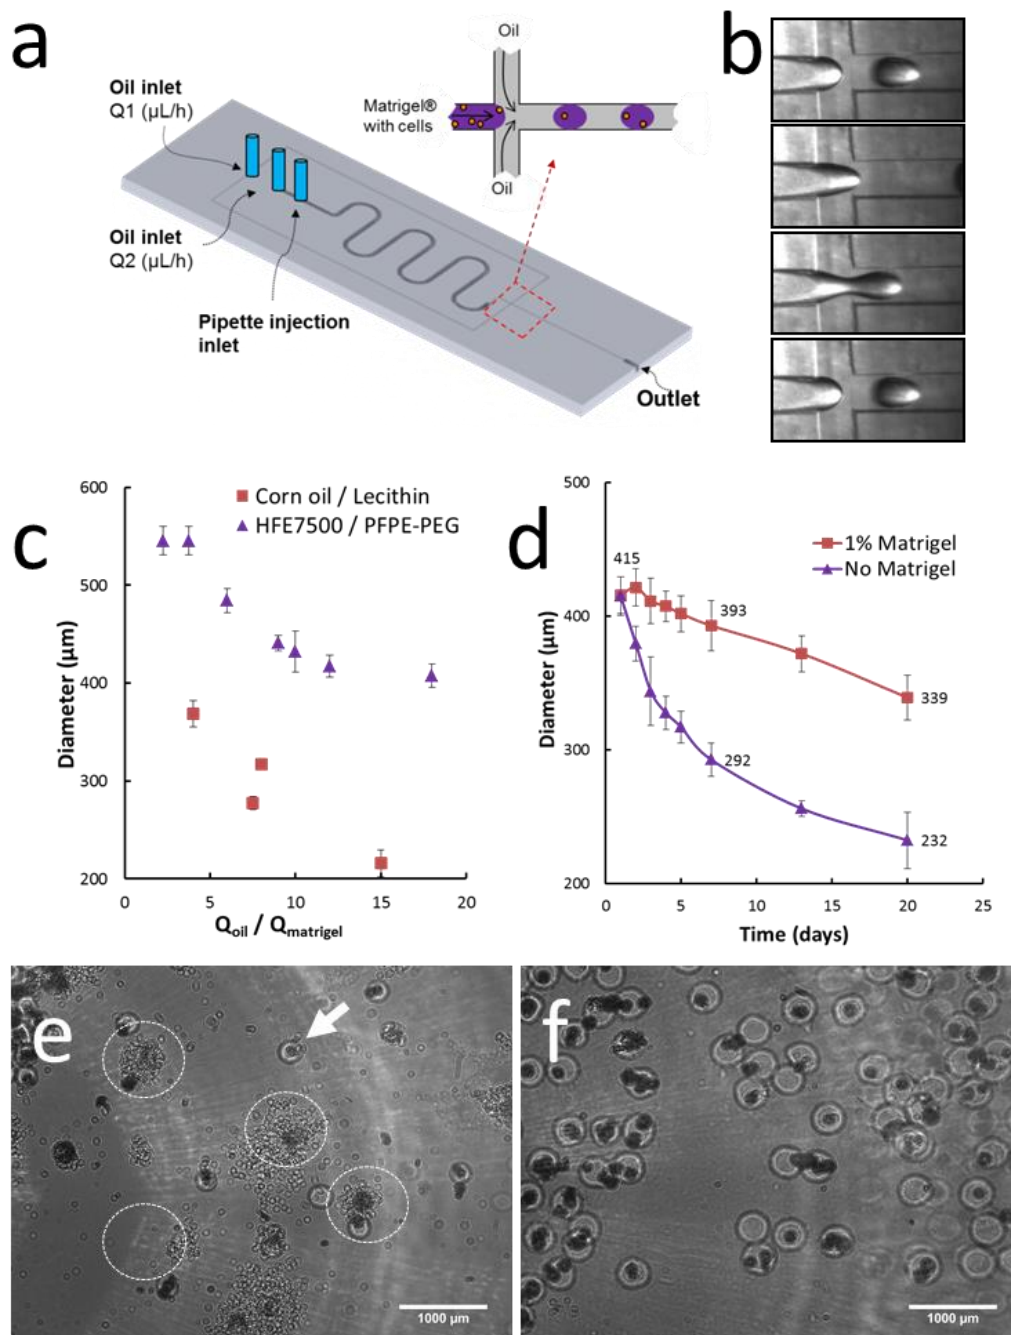 a
Oil inlet
Q1 (µL/h)
Oil inlet
Q2 (µL/h)
Pipette injection
inlet
Outlet
Oil
Matrigel®
with cells
Oil
b
c
600
500
400
300
200
0
5
10
15
20
Diameter (µm)
Corn oil / Lecithin
HFE7500 / PFPE-PEG
Qoil / Qmatrigel
d
500
400
300
200
0
5
10
15
20
25
Diameter (µm)
1% Matrigel
No Matrigel
415
393
339
292
232
Time (days)
e
1000 µm
f
1000 µm